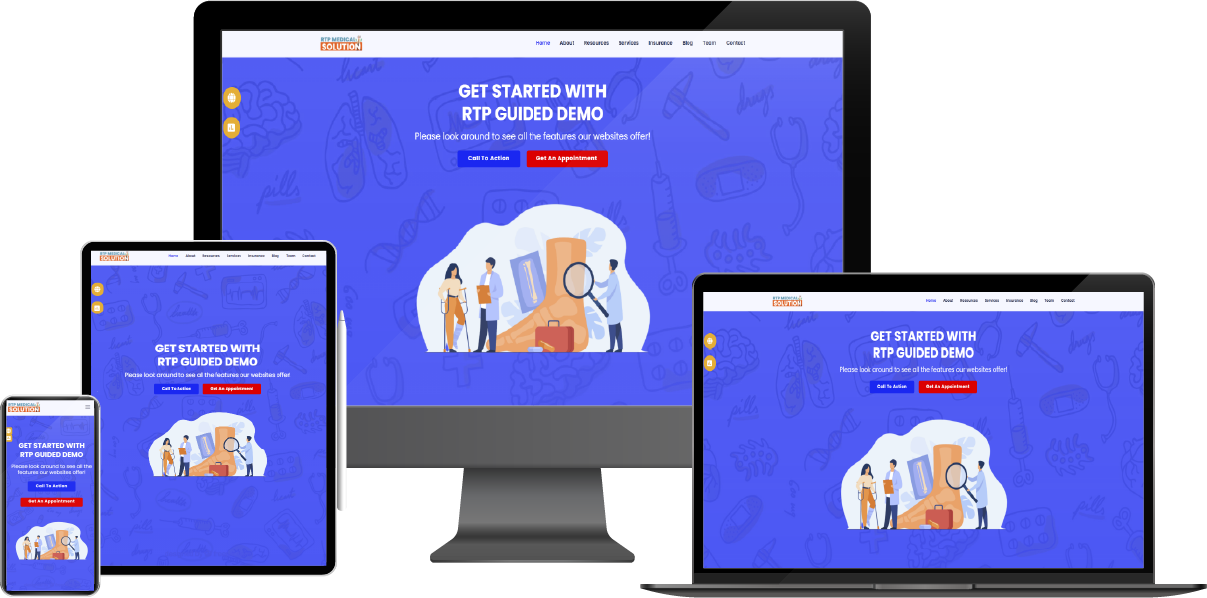 RTP MEDICAL
SOLUTION
Home About Resources Services Insurance Blog Team Contact
heart
drugs
pills
GET STARTED WITH
RTP GUIDED DEMO
Please look around to see all the features our websites offer!
Call To Action Get An Appointment
RTP MEDICAL
SOLUTION
Home About Resources Services Insurance Blog Team Contact
GET STARTED WITH
RTP GUIDED DEMO
Please look around to see all the features our websites offer!
Call To Action Get An Appointment
RTP MEDICAL
SOLUTION
Home About Resources Services Insurance Blog Team Contact
heart
drugs
pills
GET STARTED WITH
RTP GUIDED DEMO
Please look around to see all the features our websites offer!
Call To Action Get An Appointment
RTP MEDICAL
SOLUTION
GET STARTED WITH
RTP GUIDED DEMO
Please look around to see all the
features our websites offer!
Call To Action
Get An Appointment